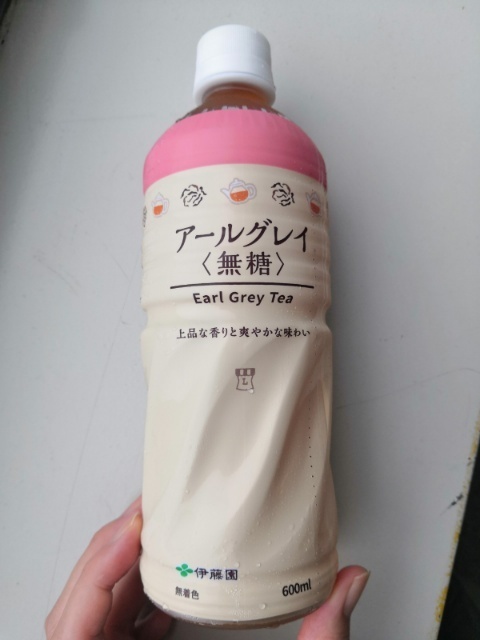 アールグレイ
〈無糖〉
Earl Grey Tea
上品な香りと爽やかな味わい
L
伊藤園
無着色
600ml